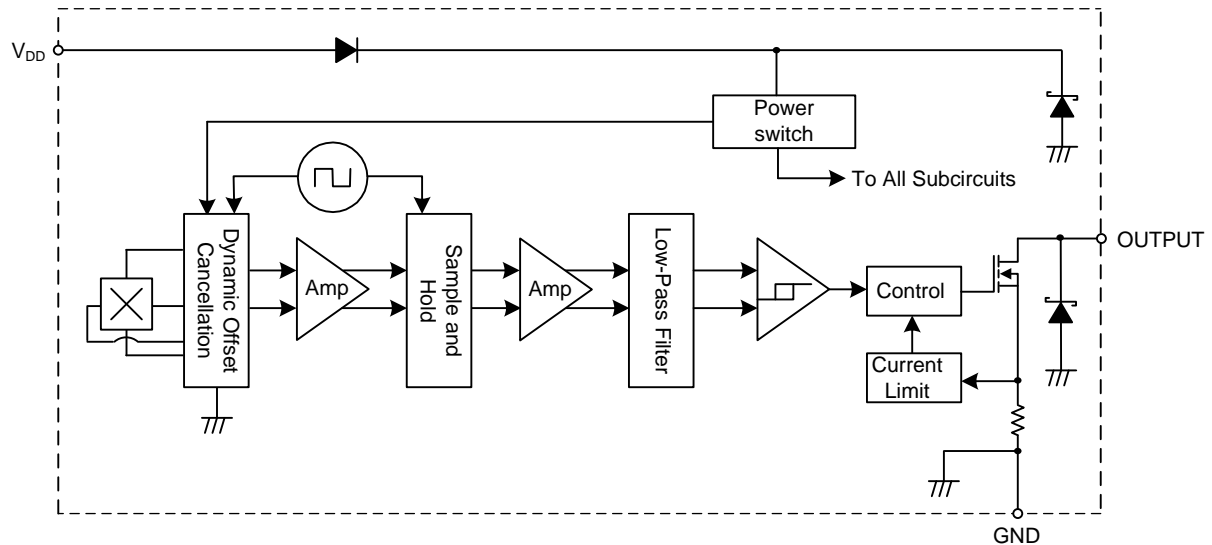 V_DD
Power
switch
To All Subcircuits
Dynamic Offset
Cancellation
Amp
Sample and
Hold
Amp
Low-Pass Filter
Control
Current
Limit
OUTPUT
GND